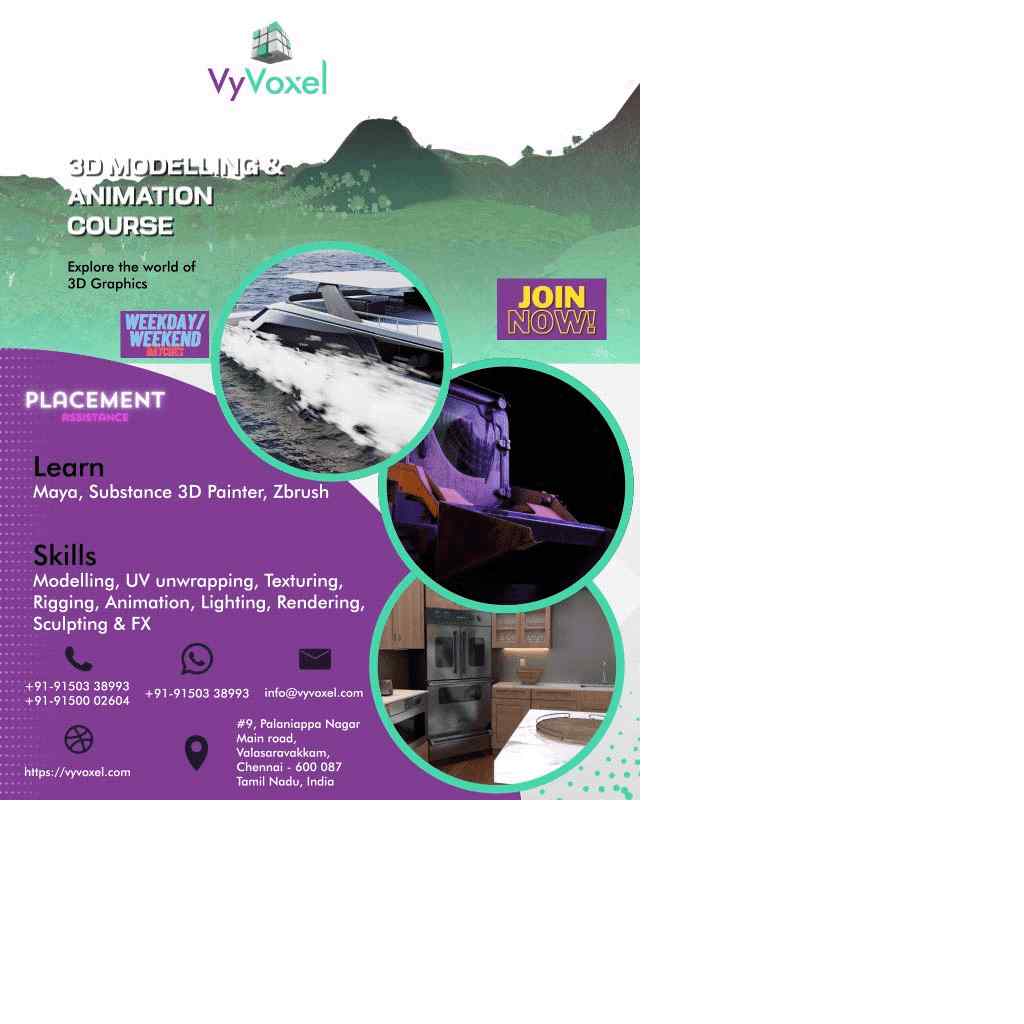 VyVoxel
3D MODELLING &
ANIMATION
COURSE
Explore the world of
3D Graphics
JOIN
NOW!
WEEKDAY/
WEEKEND
BATCHES
PLACEMENT
ASSISTANCE
Learn
Maya, Substance 3D Painter, Zbrush
Skills
Modelling, UV unwrapping, Texturing,
Rigging, Animation, Lighting, Rendering,
Sculpting & FX
+91-91503 38993
+91-91500 02604
+91-91503 38993
info@vyvoxel.com
https://vyvoxel.com
#9, Palaniappa Nagar
Main road,
Valasaravakkam,
Chennai - 600 087
Tamil Nadu, India